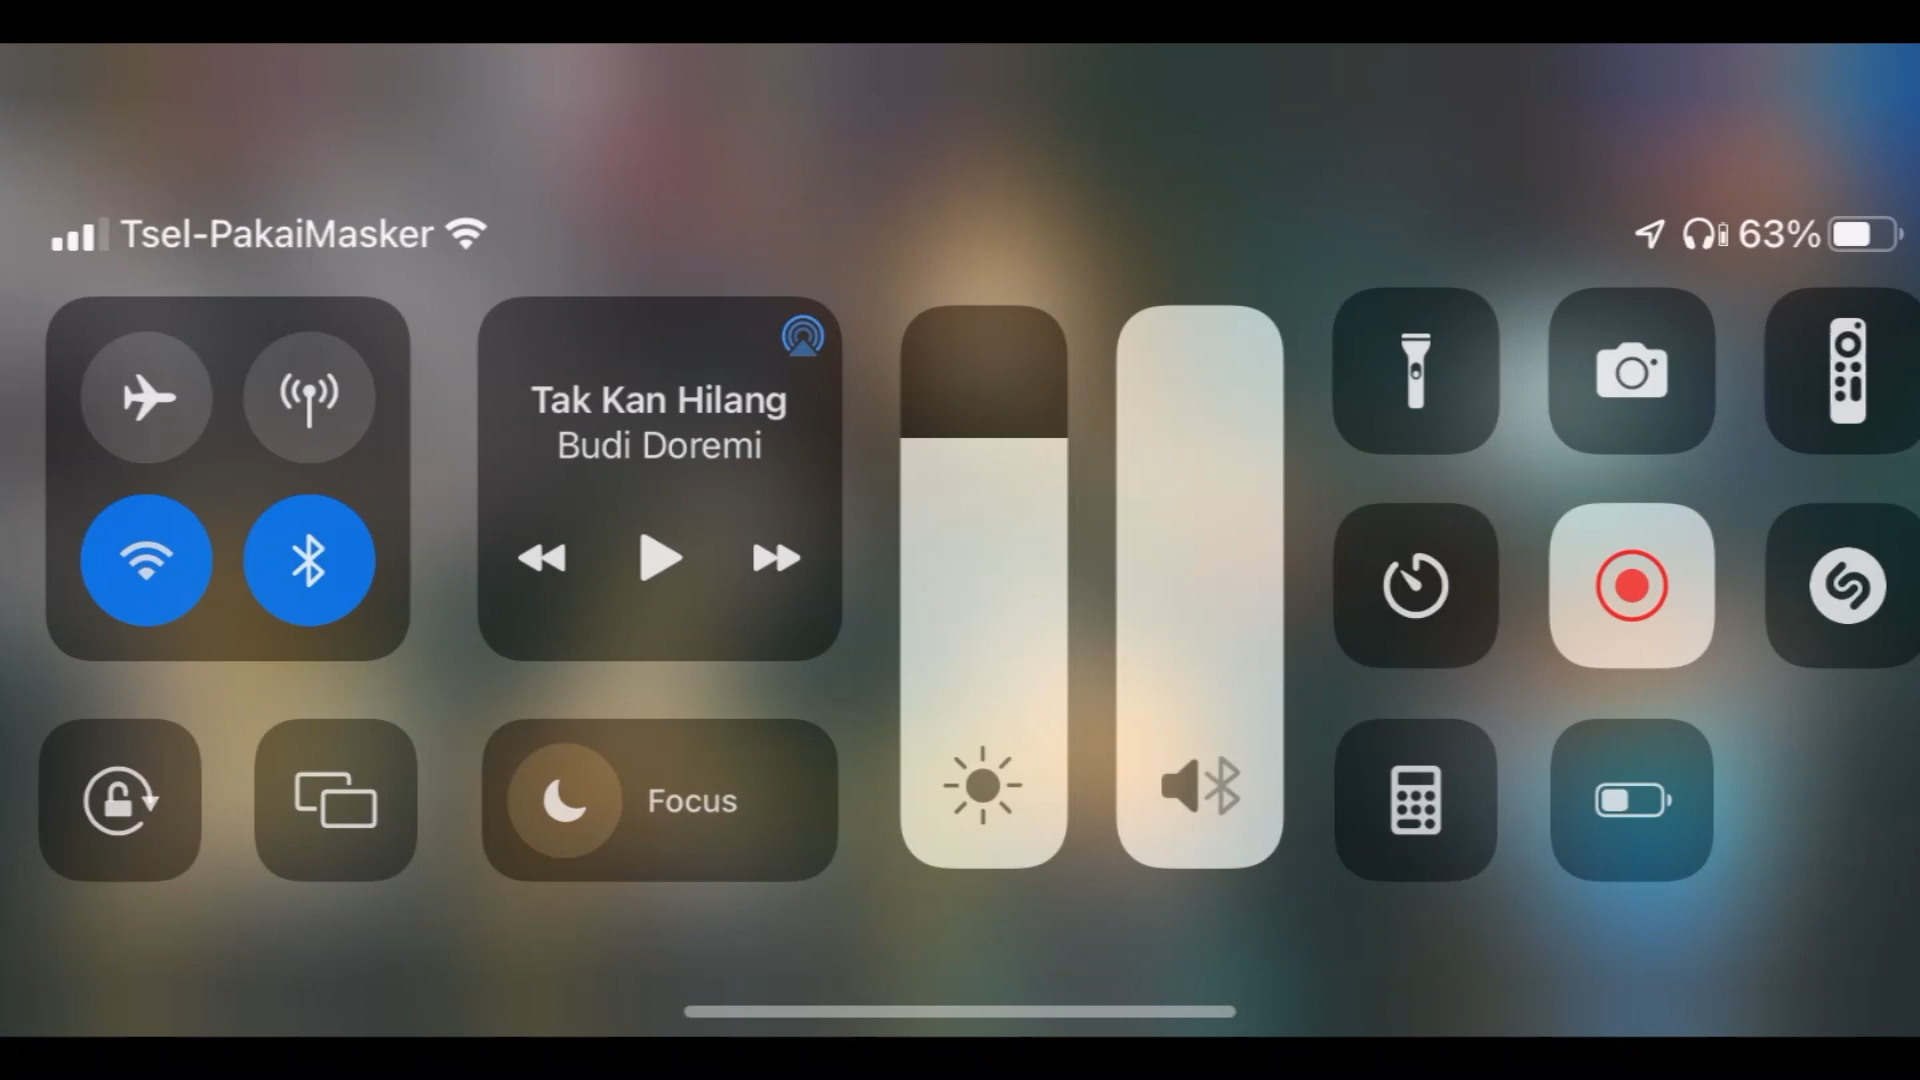 Tsel-PakaiMasker
63%
Tak Kan Hilang
Budi Doremi
Focus